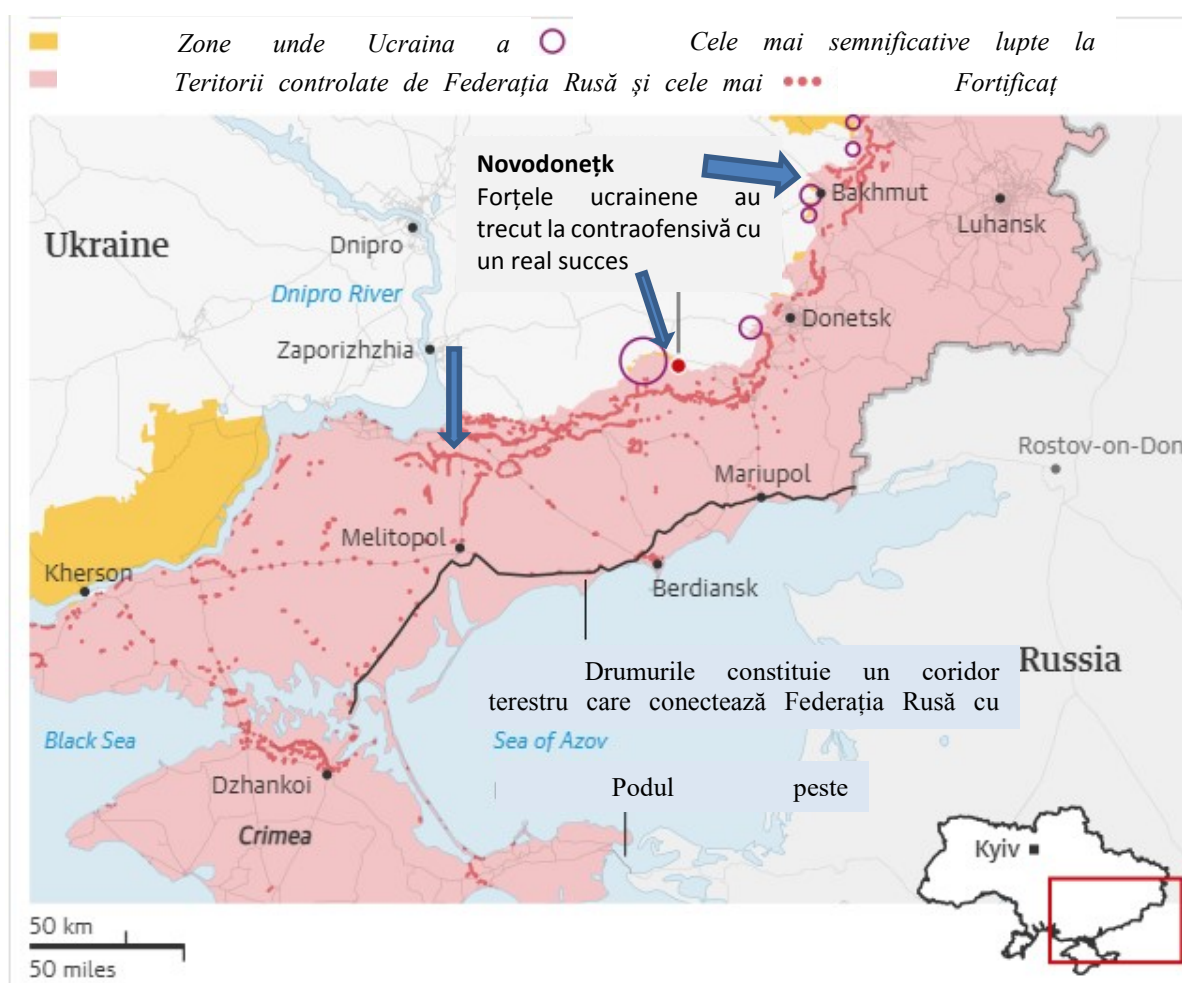 Zone unde Ucraina a
Cele mai semnificative lupte la
Teritorii controlate de Federația Rusă și cele mai
Fortificaț
Novodonețk
Forțele ucrainene au
trecut la contraofensivă cu
un real succes
Bakhmut
Luhansk
Ukraine
Dnipro
Dnipro River
Donetsk
Zaporizhzhia
Rostov-on-Don
Mariupol
Melitopol
Kherson
Berdiansk
Drumurile constituie un coridor
terestru care conectează Federația Rusă cu
Russia
Black Sea
Sea of Azov
Dzhankoi
Podul peste
Crimea
Kyiv
50 km
50 miles